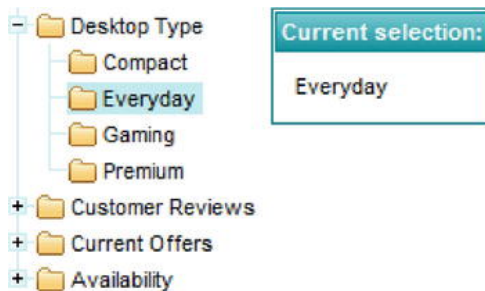 Desktop Type
Compact
Everyday
Gaming
Premium
Customer Reviews
Current Offers
Availability
Current selection:
Everyday